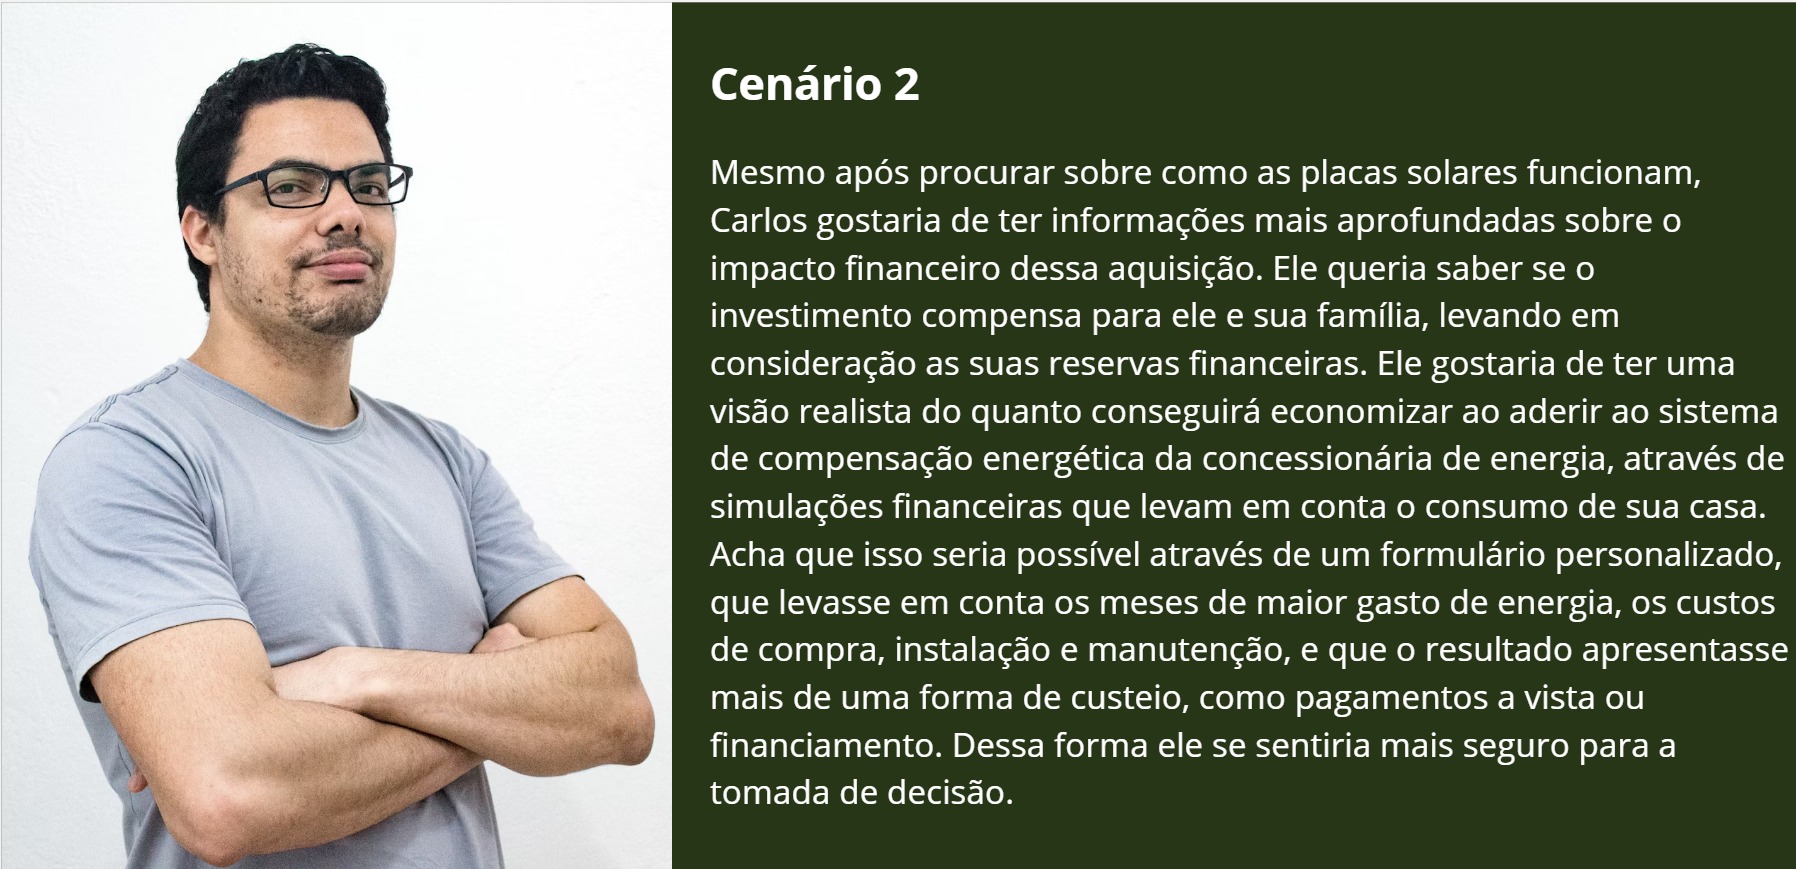 Cenário 2
Mesmo após procurar sobre como as placas solares funcionam,
Carlos gostaria de ter informações mais aprofundadas sobre o
impacto financeiro dessa aquisição. Ele queria saber se o
investimento compensa para ele e sua família, levando em
consideração as suas reservas financeiras. Ele gostaria de ter uma
visão realista do quanto conseguirá economizar ao aderir ao sistema
de compensação energética da concessionária de energia, através de
simulações financeiras que levam em conta o consumo de sua casa.
Acha que isso seria possível através de um formulário personalizado,
que levasse em conta os meses de maior gasto de energia, os custos
de compra, instalação e manutenção, e que o resultado apresentasse
mais de uma forma de custeio, como pagamentos a vista ou
financiamento. Dessa forma ele se sentiria mais seguro para a
tomada de decisão.